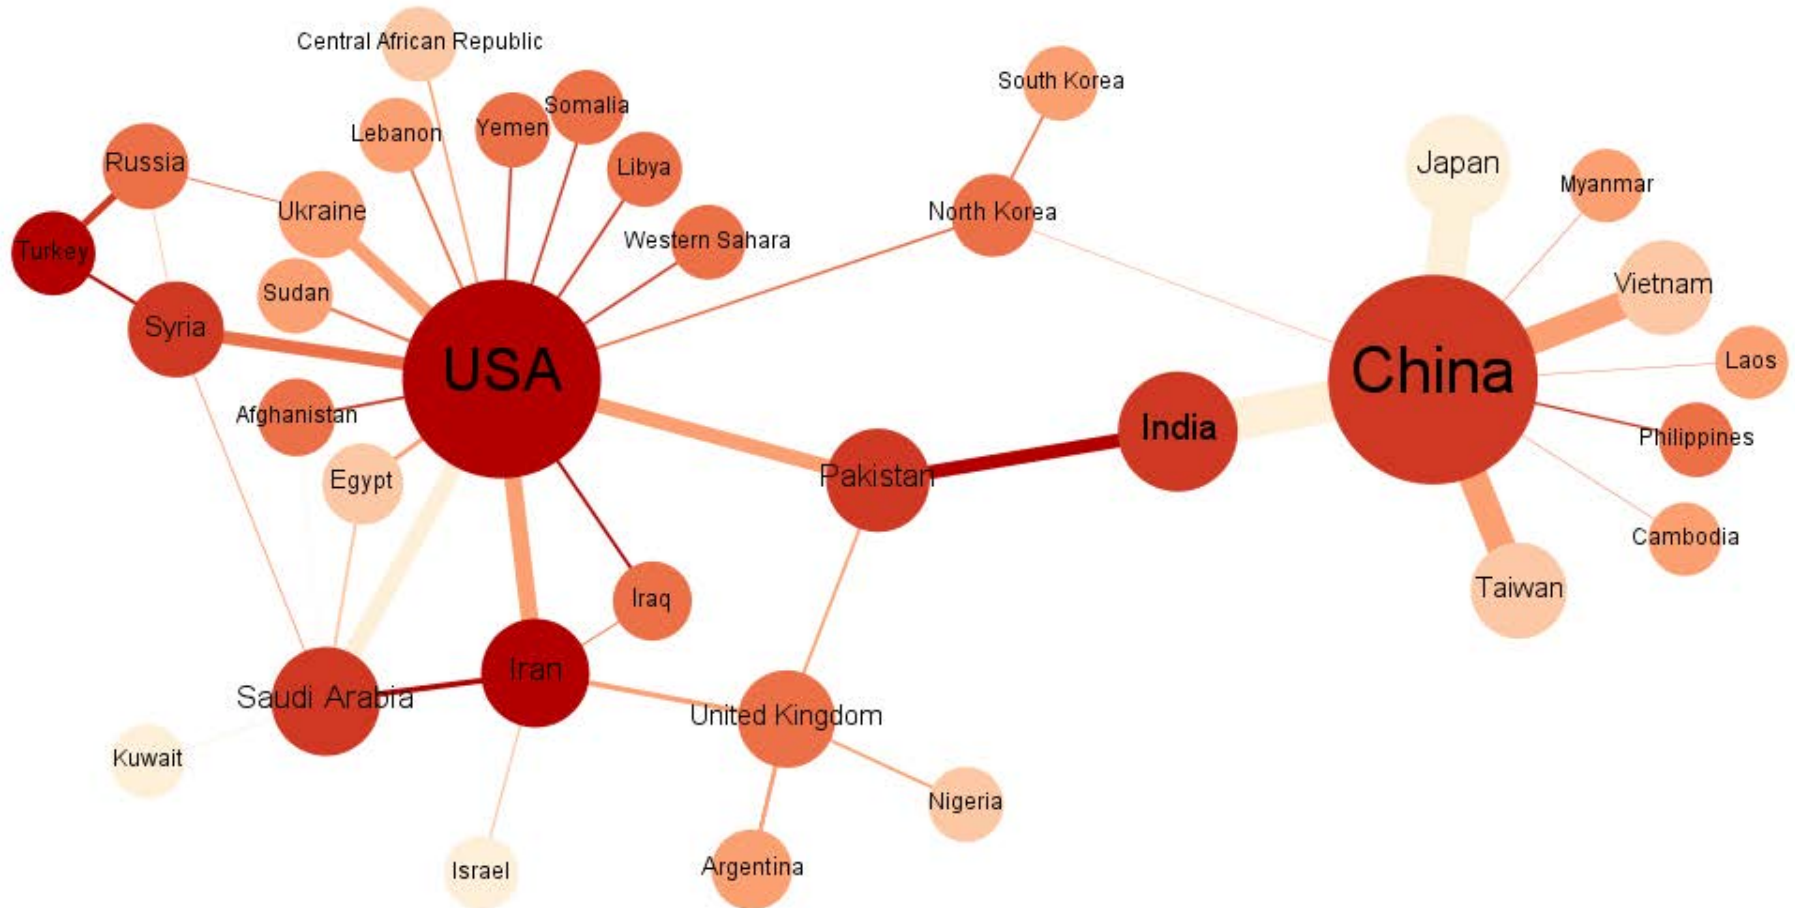 Central African Republic
South Korea
Somalia
Lebanon
Yemen
Russia
Libya
Japan
Myanmar
Ukraine
North Korea
Western Sahara
Turkey
Sudan
Vietnam
Syria
USA
China
Laos
Afghanistan
India
Philippines
Egypt
Pakistan
Cambodia
Taiwan
Iraq
Iran
Saudi Arabia
United Kingdom
Kuwait
Nigeria
Israel
Argentina